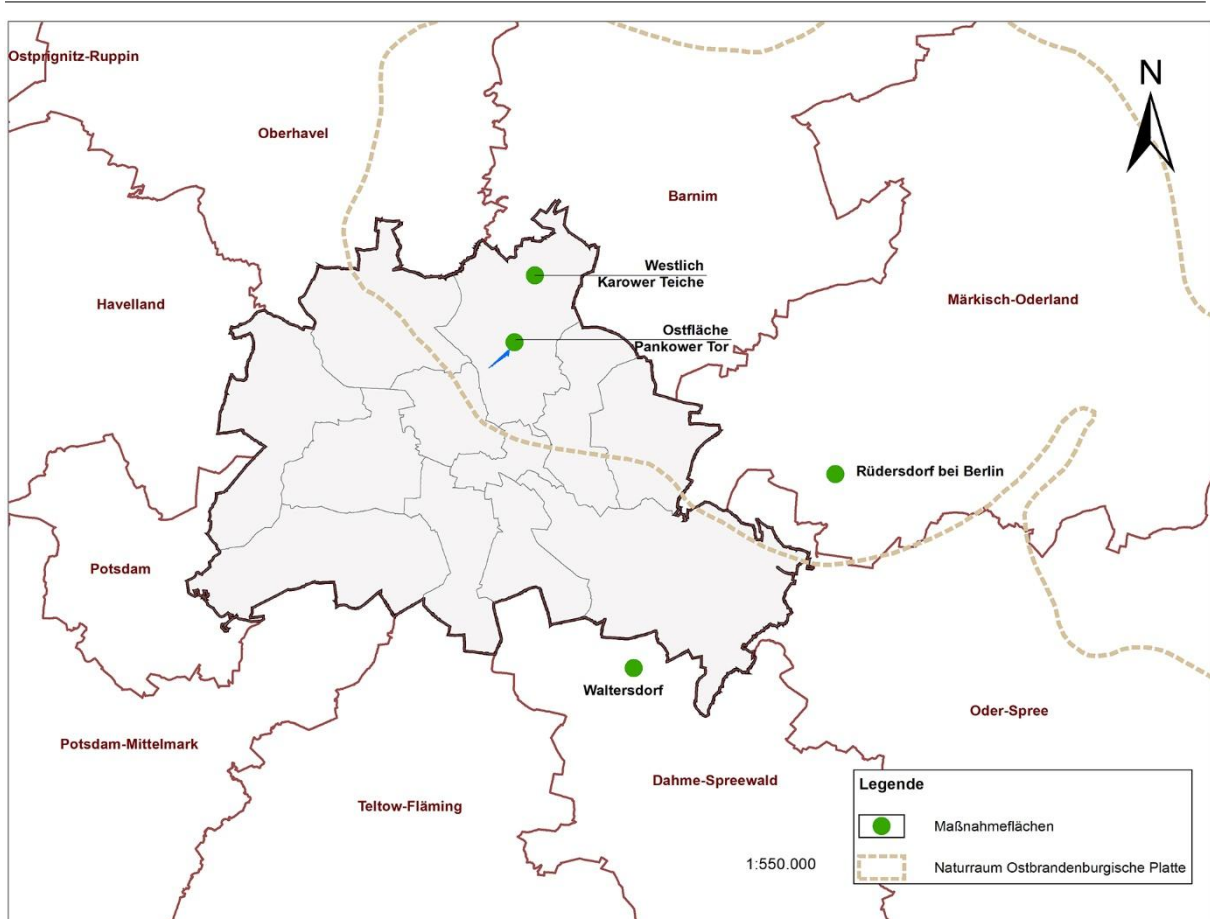 Ostprignitz-Ruppin
N
Oberhavel
Barnim
Westlich
Karower Teiche
Havelland
Märkisch-Oderland
Ostfläche
Pankower Tor
Rüdersdorf bei Berlin
Potsdam
Waltersdorf
Oder-Spree
Potsdam-Mittelmark
Dahme-Spreewald
Teltow-Fläming
Legende
Maßnahmeflächen
1:550.000
Naturraum Ostbrandenburgische Platte